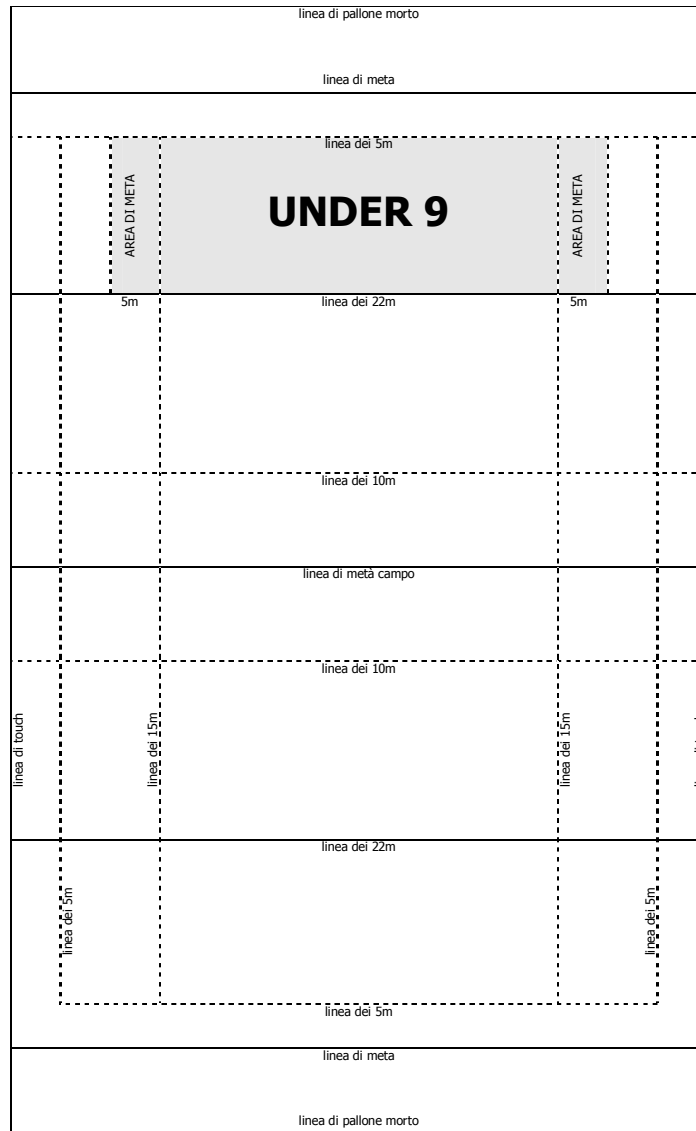 linea di pallone morto
linea di meta
linea dei 5m
AREA DI META
UNDER 9
AREA DI META
5m
linea dei 22m
5m
linea dei 10m
linea di metà campo
linea dei 10m
linea di touch
linea dei 15m
linea dei 15m
linea dei 22m
linea dei 5m
linea dei 5m
linea dei 5m
linea di meta
linea di pallone morto